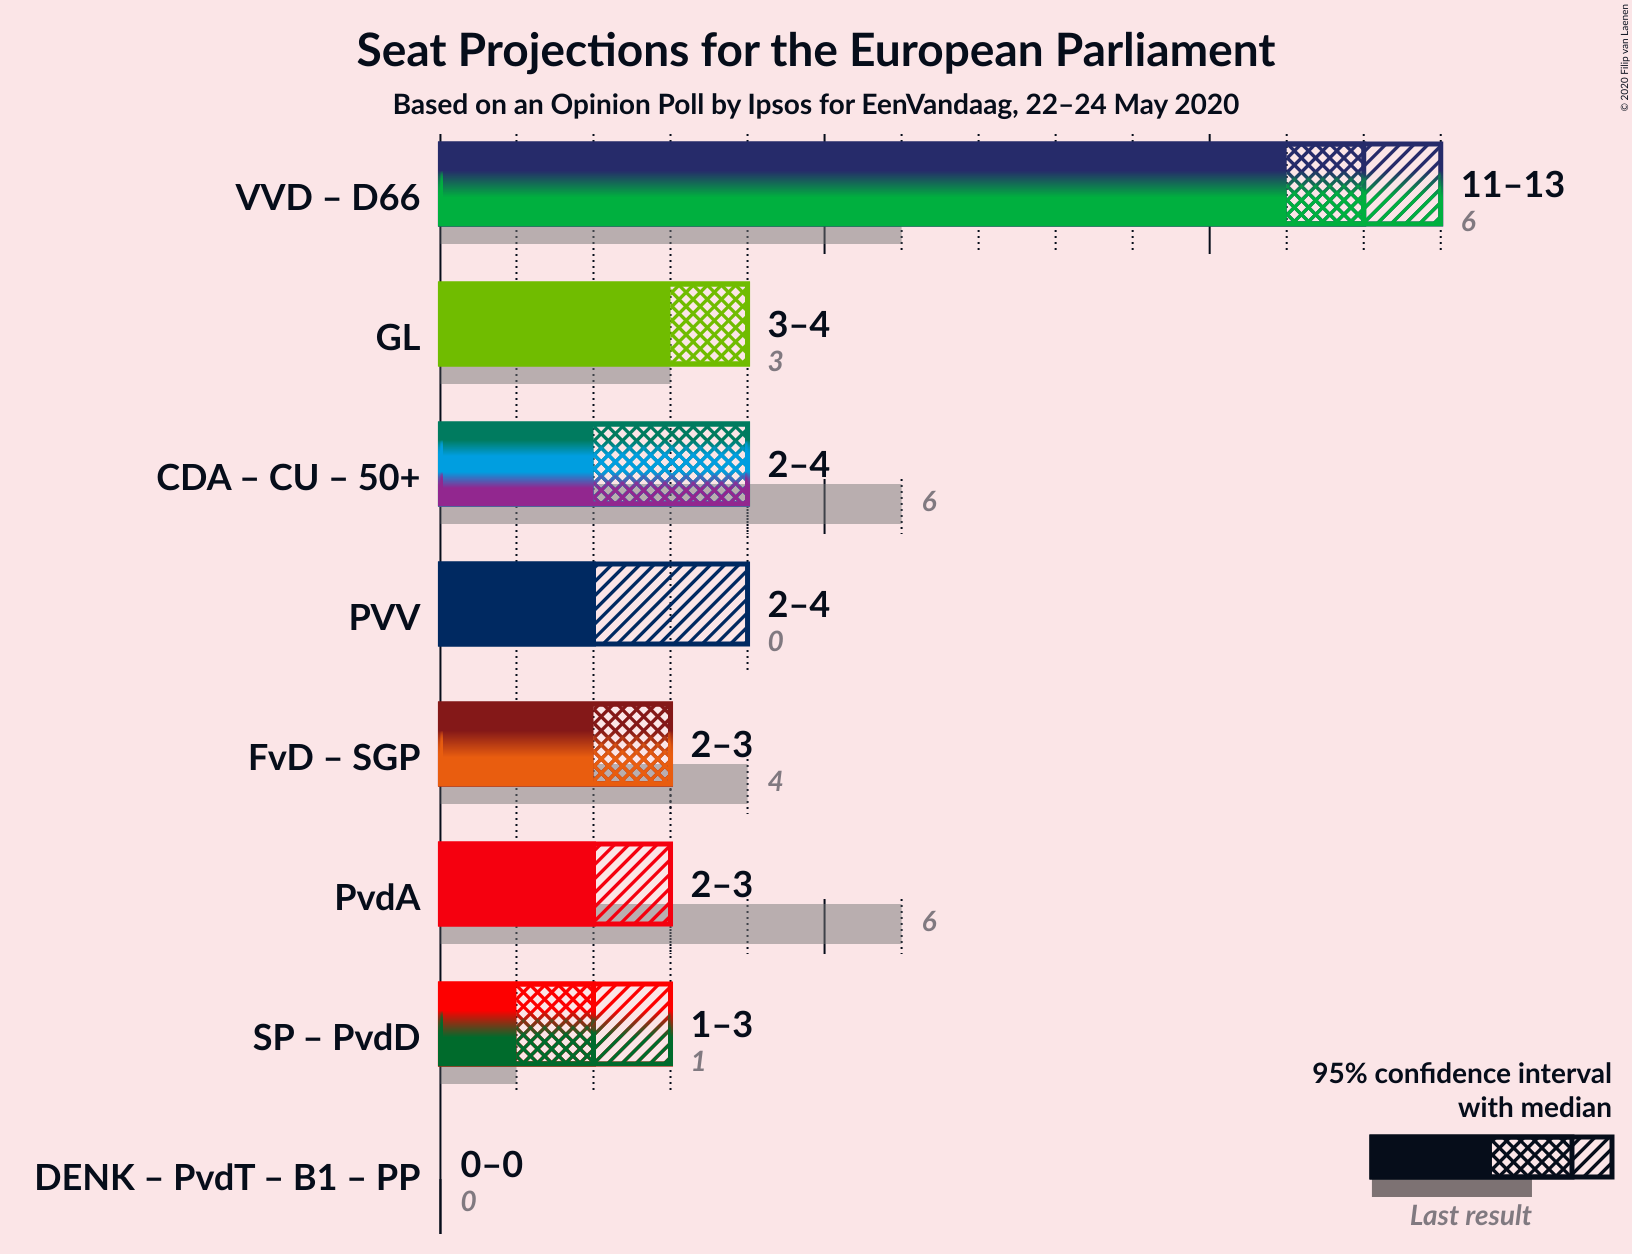 Seat Projections for the European Parliament
Based on an Opinion Poll by Ipsos for EenVandaag, 22–24 May 2020
© 2020 Filip van Laenen
VVD – D66
11–13
6
GL
3–4
3
CDA – CU – 50+
2–4
6
PVV
2–4
0
FvD – SGP
2–3
4
PvdA
2–3
6
SP – PvdD
1–3
1
DENK – PvdT – B1 – PP
0–0
0
95% confidence interval
with median
Last result